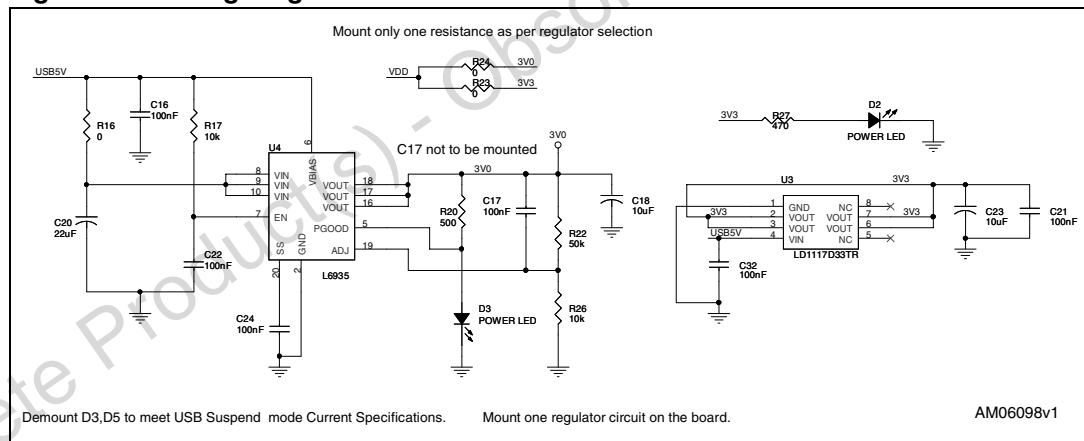 Mount only one resistance as per regulator selection
USB5V
VDD
R24
0
3V0
R23
0
3V3
C16
100nF
R16
0
R17
10k
U4
6
VBIAS
C17 not to be mounted
3V0
3V0
8
VIN
9
VIN
10
VIN
7
EN
VOUT
18
VOUT
17
VOUT
16
PGOOD
5
ADJ
19
SS
GND
20
2
L6935
C20
22uF
C22
100nF
C24
100nF
R20
500
C17
100nF
R22
50k
C18
10uF
D3
POWER LED
R26
10k
3V3
R27
470
D2
POWER LED
U3
3V3
1
GND
NC
8
3V3
2
VOUT
VOUT
7
3V3
3
VOUT
VOUT
6
USB5V
4
VIN
NC
5
LD1117D33TR
C32
100nF
C23
10uF
C21
100nF
Demount D3,D5 to meet USB Suspend mode Current Specifications.
Mount one regulator circuit on the board.
AM06098v1